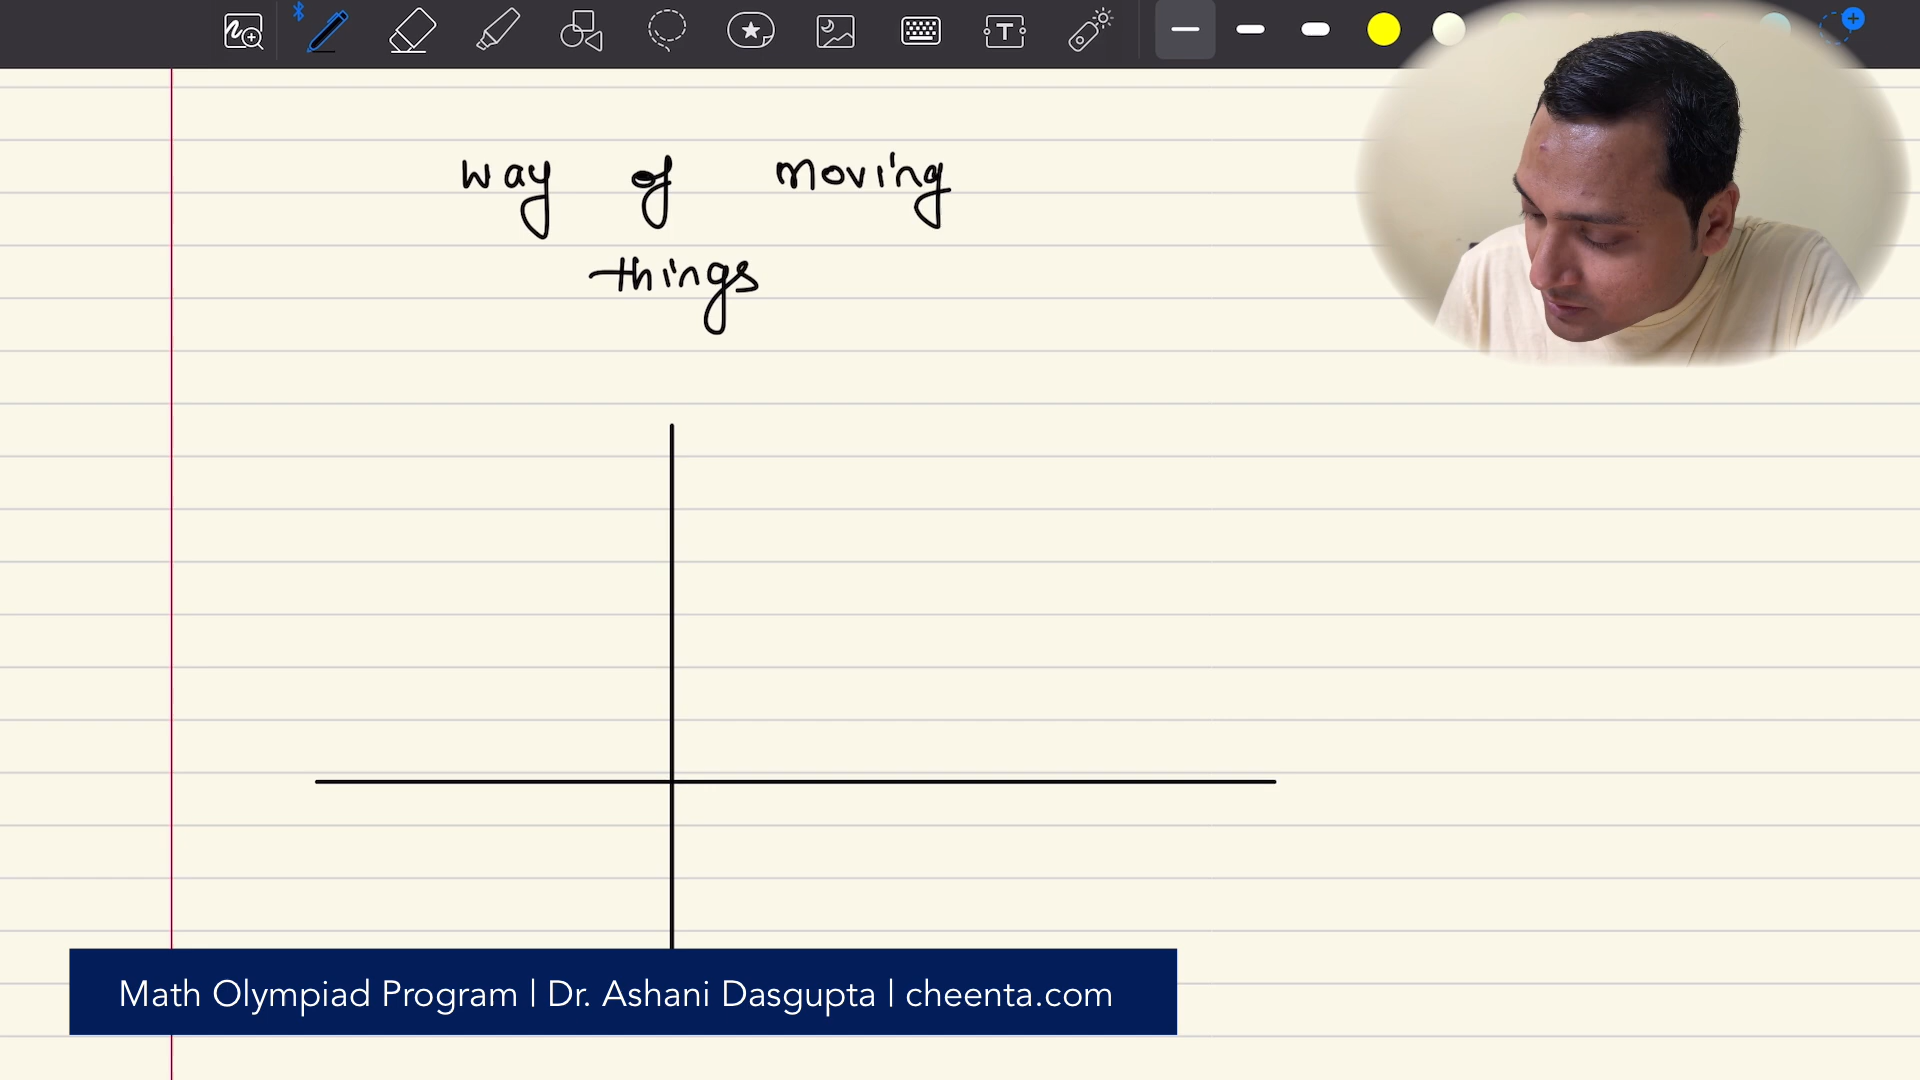 way of moving
things
Math Olympiad Program | Dr. Ashani Dasgupta | cheenta.com